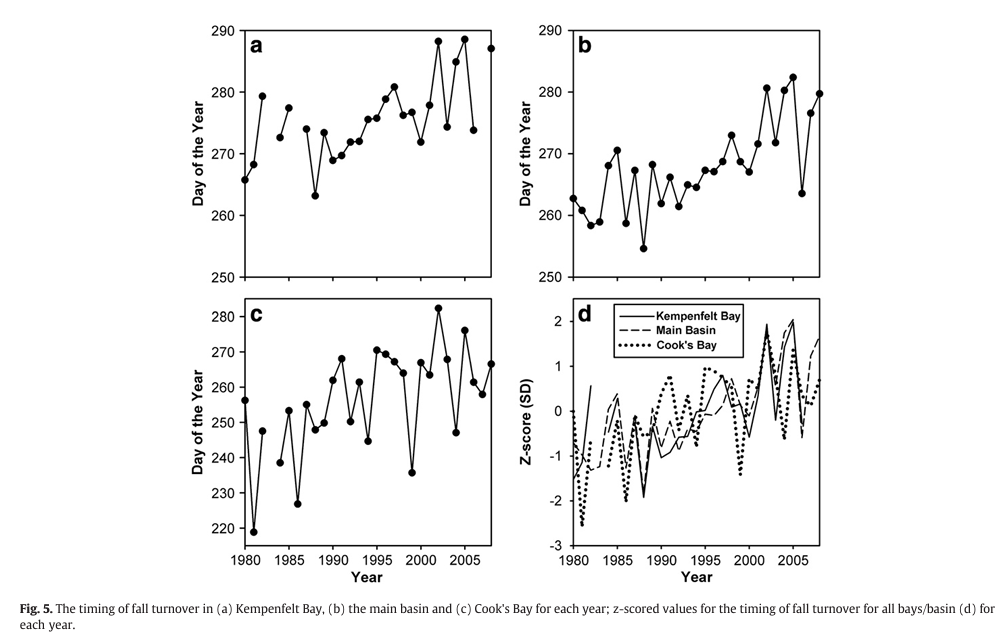 a
Day of the Year
290
280
270
260
250
b
Day of the Year
290
280
270
260
250
c
Day of the Year
280
270
260
250
240
230
220
1980 1985 1990 1995 2000 2005
Year
d
Z-score (SD)
2
1
0
-1
-2
-3
Kempenfelt Bay
Main Basin
Cook's Bay
1980 1985 1990 1995 2000 2005
Year
Fig. 5. The timing of fall turnover in (a) Kempenfelt Bay, (b) the main basin and (c) Cook's Bay for each year; z-scored values for the timing of fall turnover for all bays/basin (d) for
each year.